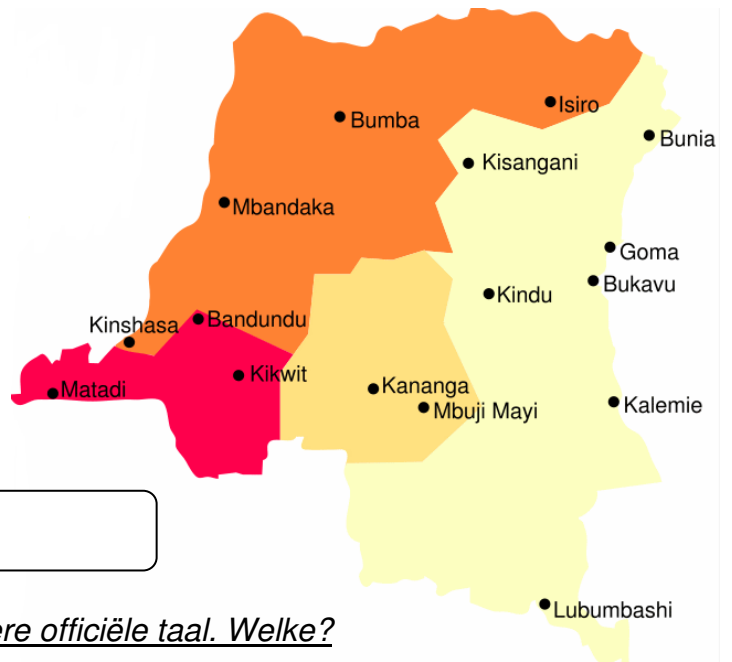 Isiro
Bumba
Bunia
Kisangani
Mbandaka
Goma
Bukavu
Kindu
Bandundu
Kinshasa
Kikwit
Kananga
Matadi
Mbuji Mayi
Kalemie
Lubumbashi
officiële taal. Welke?